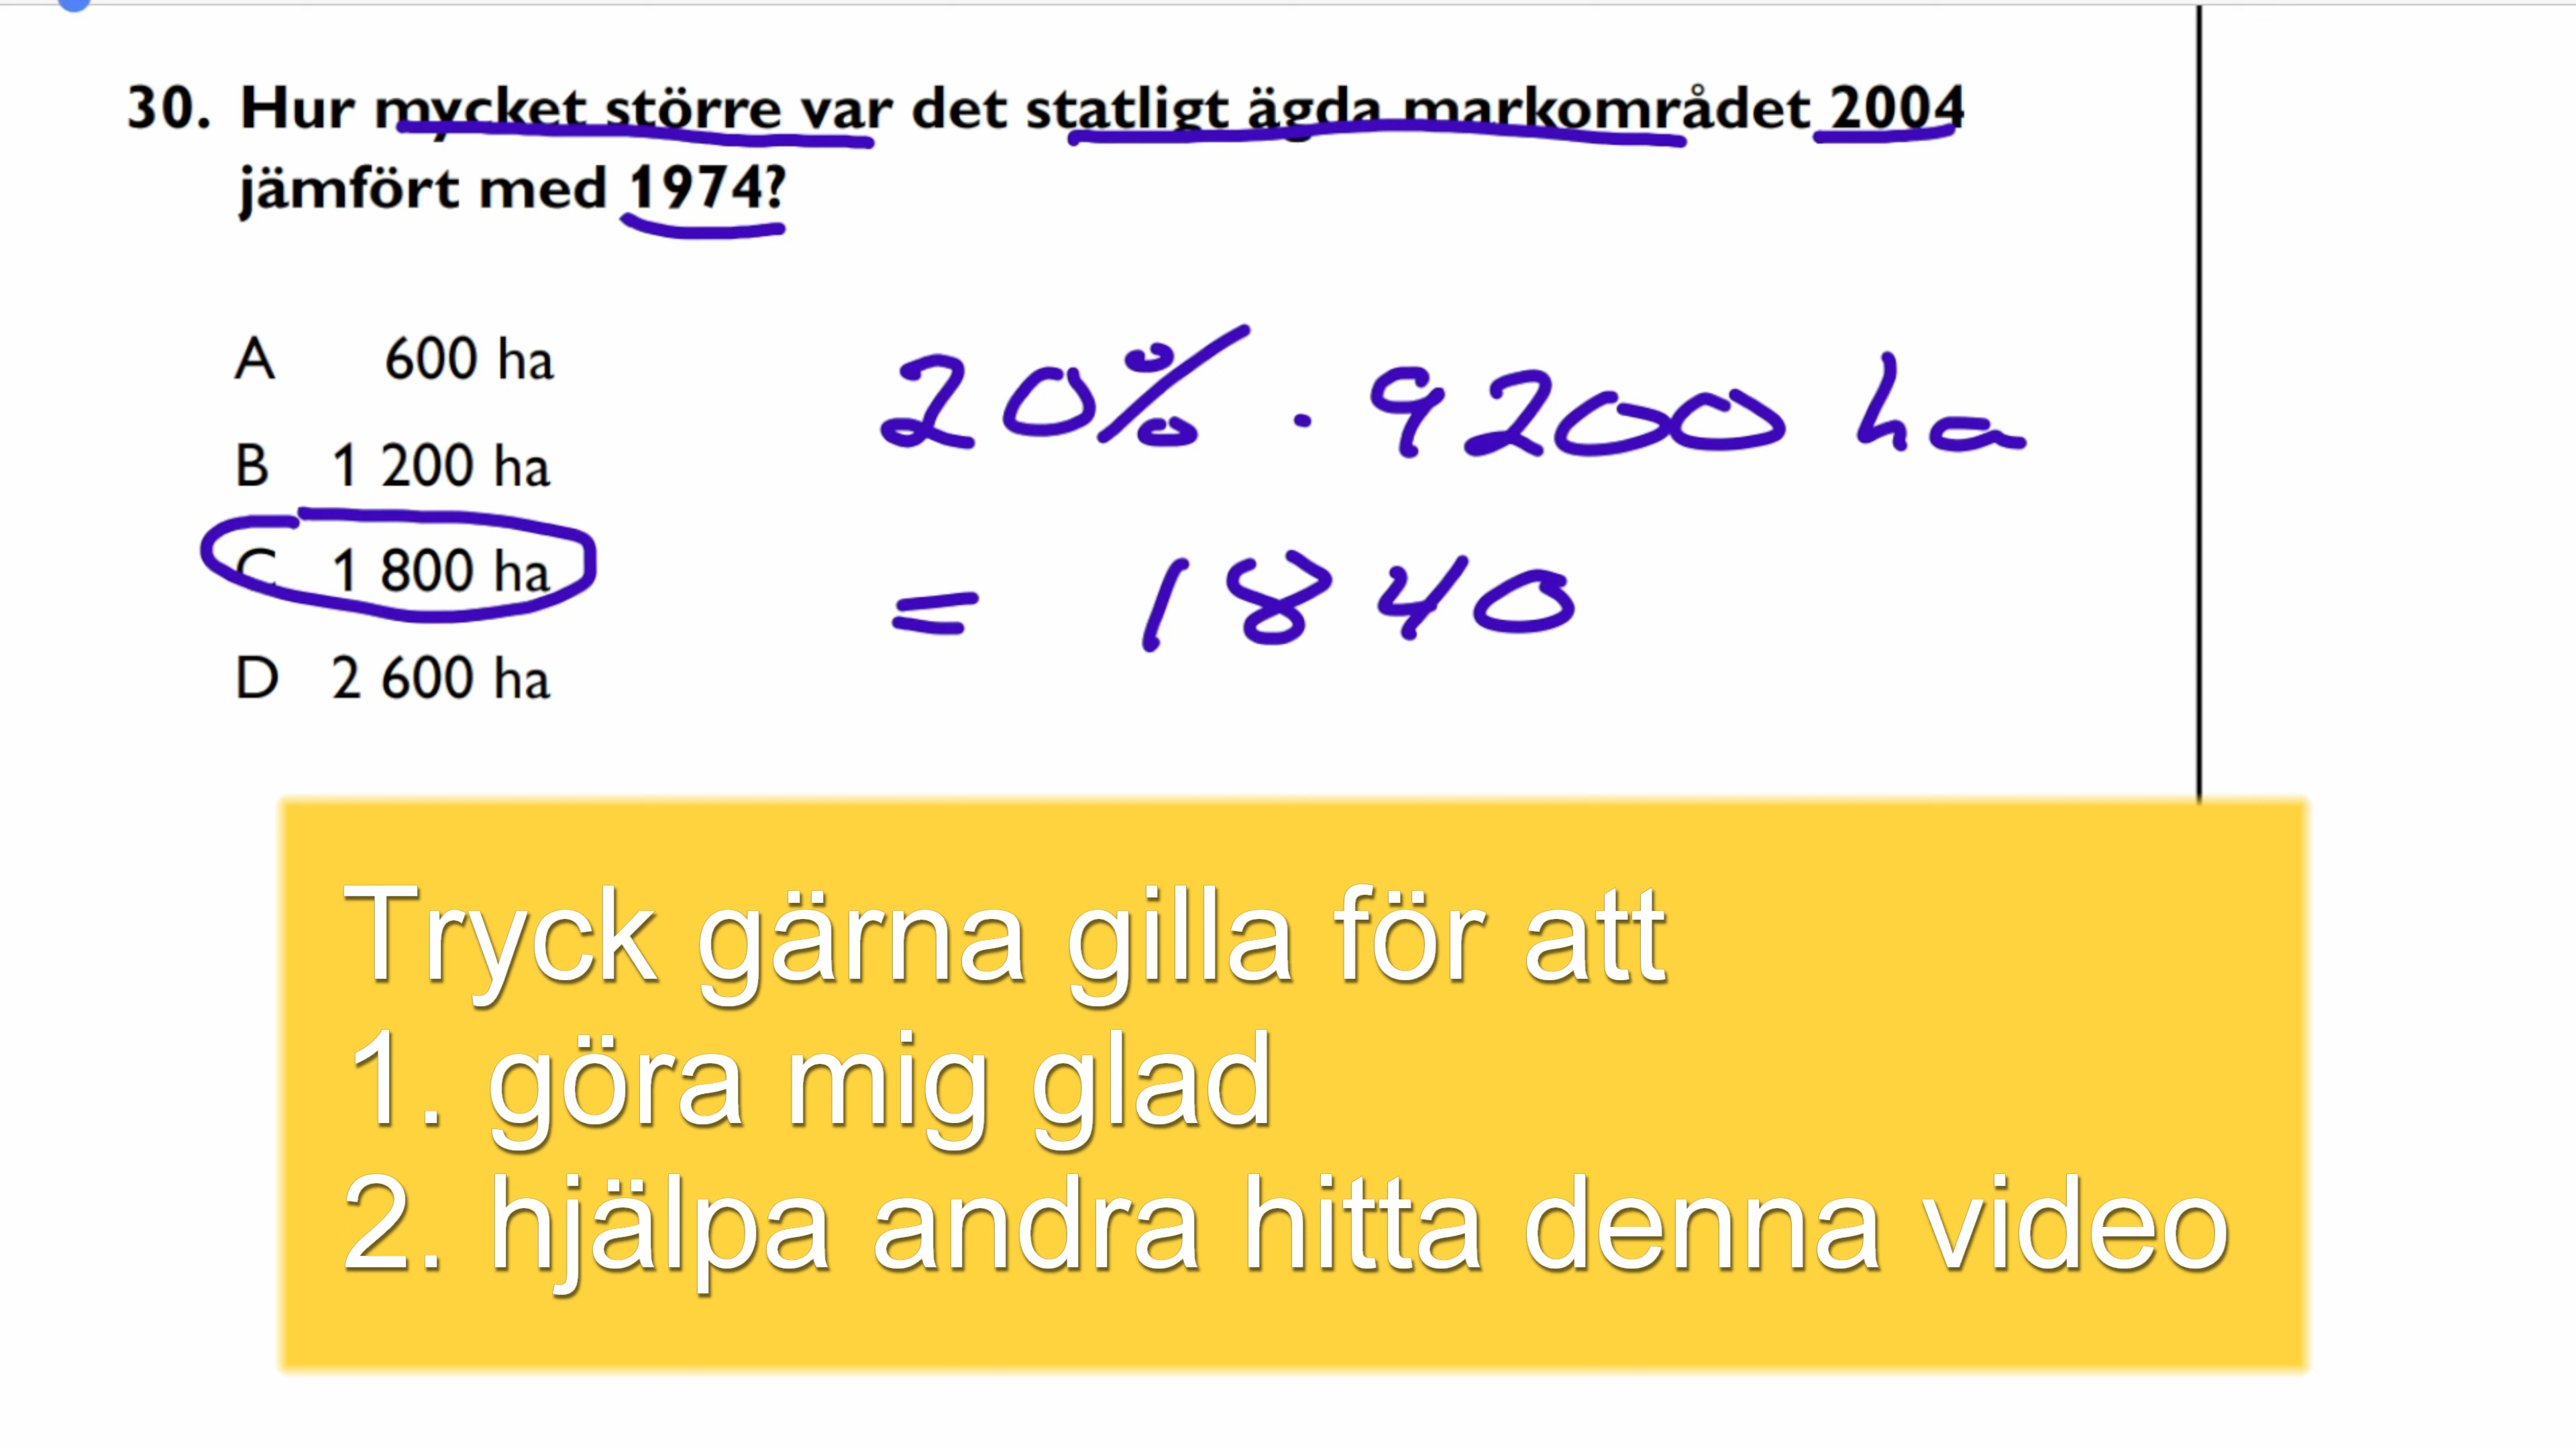 30. Hur mycket större var det statligt ägda markområdet 2004
jämfört med 1974?
A 600 ha
B 1 200 ha
C 1 800 ha
D 2 600 ha
20% · 9200 ha
= 1840
Tryck gärna gilla för att
1. göra mig glad
2. hjälpa andra hitta denna video